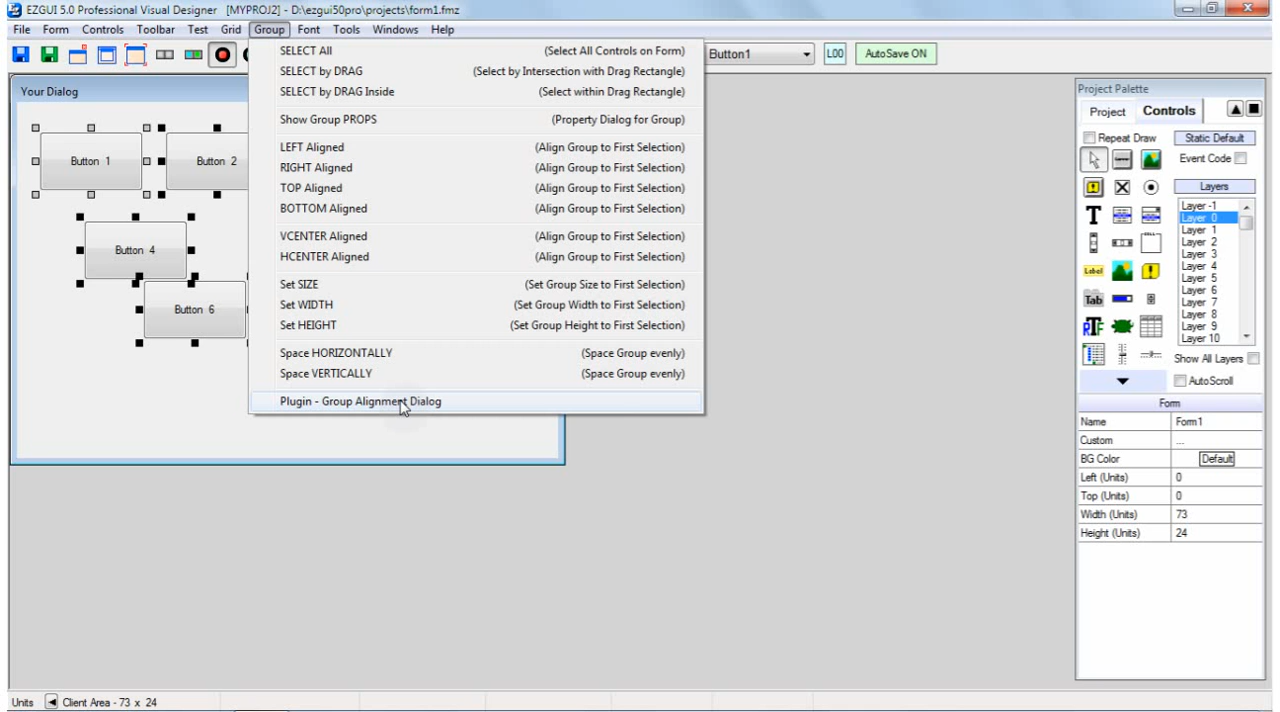 EZGUI 5.0 Professional Visual Designer [MYPROJ2] - D:\ezgui50pro\projects\form1.fmz
File Form Controls Toolbar Test Grid Group Font Tools Windows Help
Button1 L00 AutoSave ON
Your Dialog
Button 1
Button 2
Button 4
Button 6
SELECT All (Select All Controls on Form)
SELECT by DRAG (Select by Intersection with Drag Rectangle)
SELECT by DRAG Inside (Select within Drag Rectangle)
Show Group PROPS (Property Dialog for Group)
LEFT Aligned (Align Group to First Selection)
RIGHT Aligned (Align Group to First Selection)
TOP Aligned (Align Group to First Selection)
BOTTOM Aligned (Align Group to First Selection)
VCENTER Aligned (Align Group to First Selection)
HCENTER Aligned (Align Group to First Selection)
Set SIZE (Set Group Size to First Selection)
Set WIDTH (Set Group Width to First Selection)
Set HEIGHT (Set Group Height to First Selection)
Space HORIZONTALLY (Space Group evenly)
Space VERTICALLY (Space Group evenly)
Plugin - Group Alignment Dialog
Project Palette
Project Controls
Repeat Draw Static Default
Event Code
Layers
Layer -1
Layer 0
Layer 1
Layer 2
Layer 3
Layer 4
Layer 5
Layer 6
Layer 7
Layer 8
Layer 9
Layer 10
T
Label
Tab
RTF
Show All Layers
AutoScroll
Form
Name Form1
Custom ...
BG Color Default
Left (Units) 0
Top (Units) 0
Width (Units) 73
Height (Units) 24
Units Client Area - 73 x 24